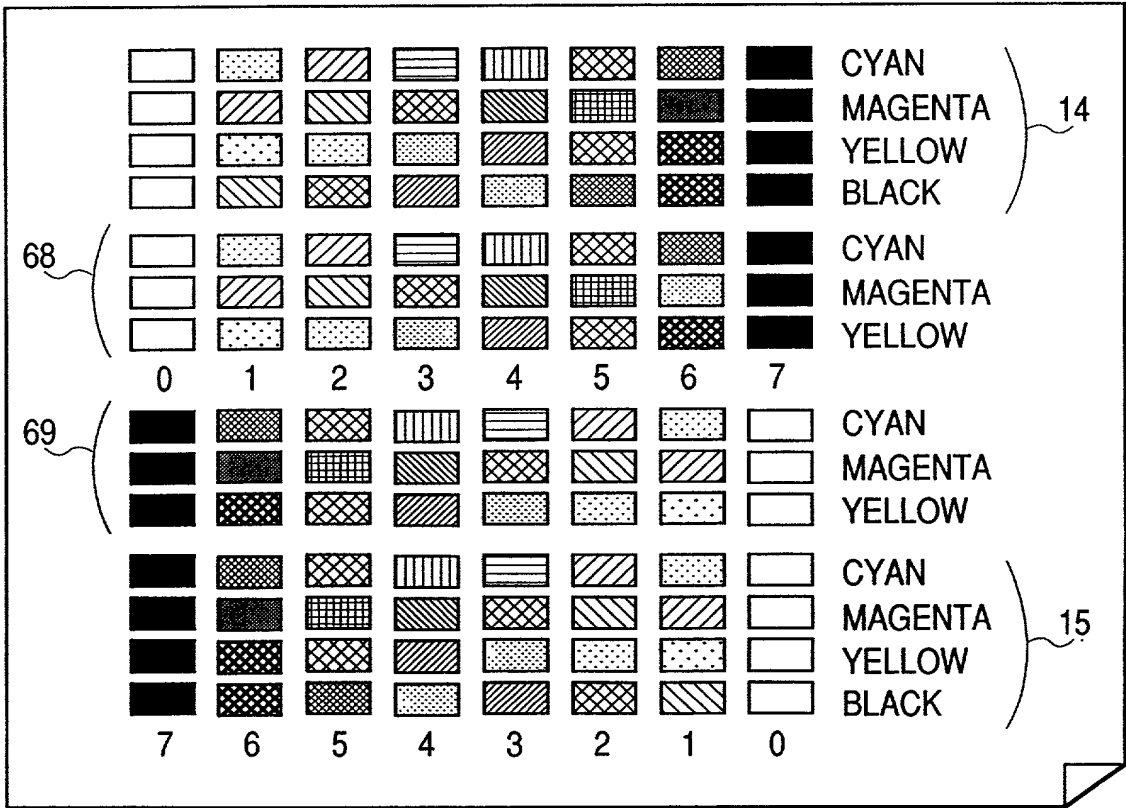 CYAN
MAGENTA
14
YELLOW
BLACK
68
CYAN
MAGENTA
YELLOW
0 1 2 3 4 5 6 7
69
CYAN
MAGENTA
YELLOW
CYAN
MAGENTA
15
YELLOW
BLACK
7 6 5 4 3 2 1 0